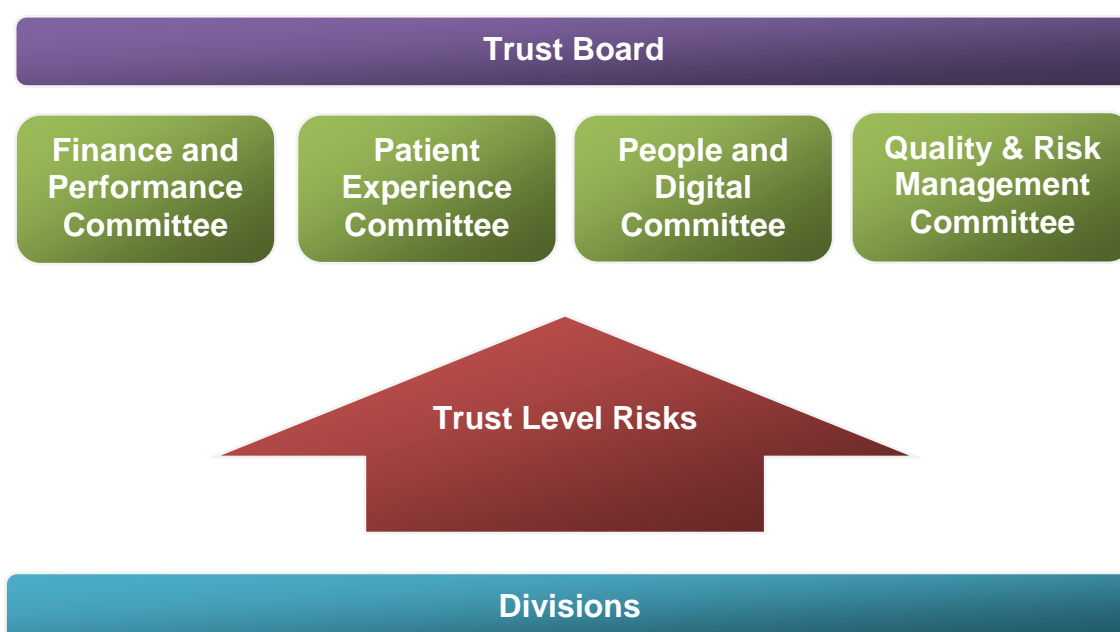 Trust Board
Finance and
Performance
Committee
Patient
Experience
Committee
People and
Digital
Committee
Quality & Risk
Management
Committee
Trust Level Risks
Divisions